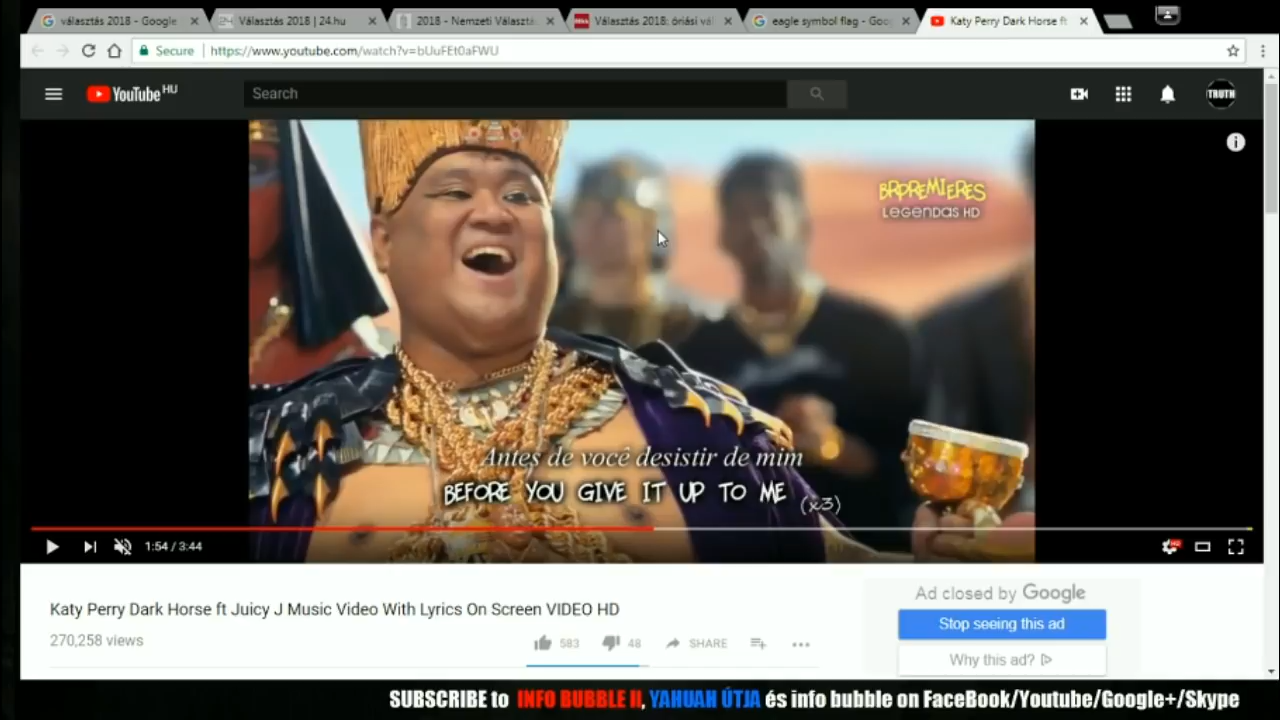 választás 2018 - Google
Választás 2018 | 24.hu
2018 - Nemzeti Választá
Választás 2018: óriási vál
eagle symbol flag - Goo
Katy Perry Dark Horse ft
Secure
https://www.youtube.com/watch?v=bUuFEt0aFWU
YouTube HU
Search
TRUTH
BRPREMIERES
LEGENDAS HD
Antes de você desistir de mim
BEFORE YOU GIVE IT UP TO ME (x3)
1:54 / 3:44
HD
Katy Perry Dark Horse ft Juicy J Music Video With Lyrics On Screen VIDEO HD
270,258 views
583
48
SHARE
Ad closed by Google
Stop seeing this ad
Why this ad?
SUBSCRIBE to INFO BUBBLE II, YAHUAH ÚTJA és info bubble on FaceBook/Youtube/Google+/Skype